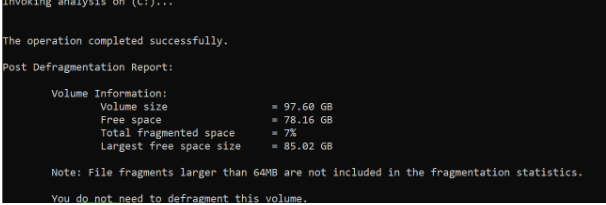 Invoking analysis on (C:)...
The operation completed successfully.
Post Defragmentation Report:
Volume Information:
Volume size = 97.60 GB
Free space = 78.16 GB
Total fragmented space = 7%
Largest free space size = 85.02 GB
Note: File fragments larger than 64MB are not included in the fragmentation statistics.
You do not need to defragment this volume.